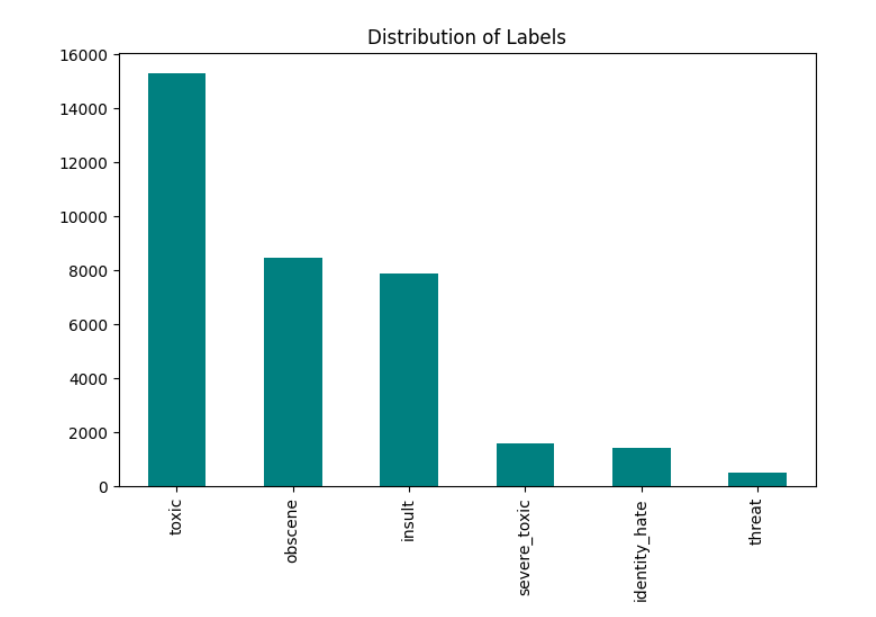 Distribution of Labels
16000
14000
12000
10000
8000
6000
4000
2000
0
toxic
obscene
insult
severe_toxic
identity_hate
threat